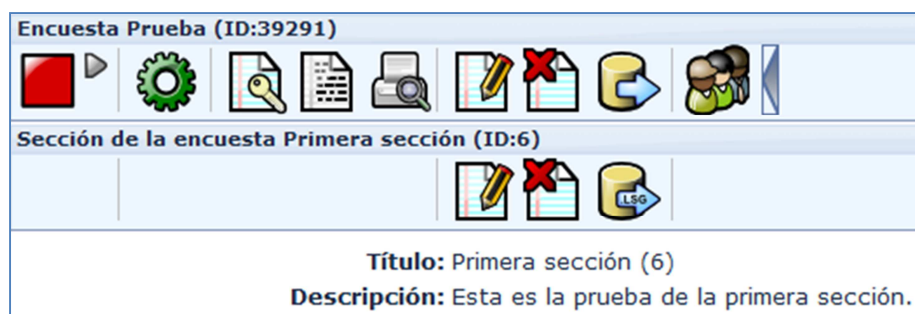 Encuesta Prueba (ID:39291)
Sección de la encuesta Primera sección (ID:6)
.LSG
Título: Primera sección (6)
Descripción: Esta es la prueba de la primera sección.